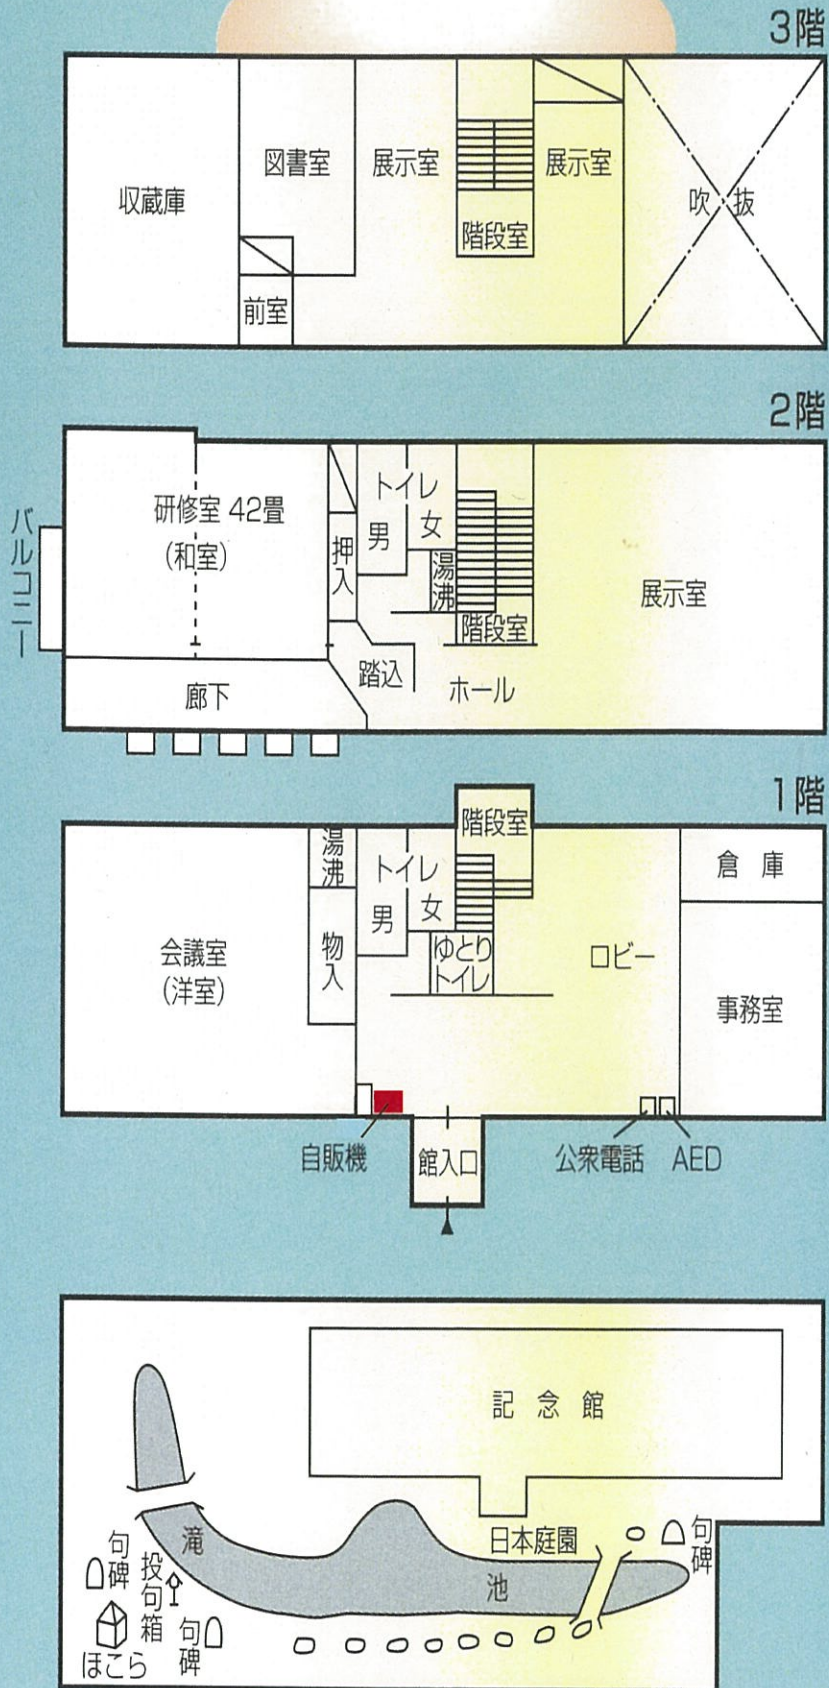 3階
収蔵庫
図書室
展示室
階段室
展示室
吹抜
前室
2階
バルコニー
研修室 42畳
(和室)
押入
トイレ
男
女
湯沸
階段室
展示室
踏込
ホール
廊下
1階
階段室
湯沸
トイレ
男
女
物入
ゆとり
トイレ
会議室
(洋室)
ロビー
倉庫
事務室
自販機
館入口
公衆電話
AED
記念館
日本庭園
句碑
滝
池
句碑
投句箱
句碑
ほこら